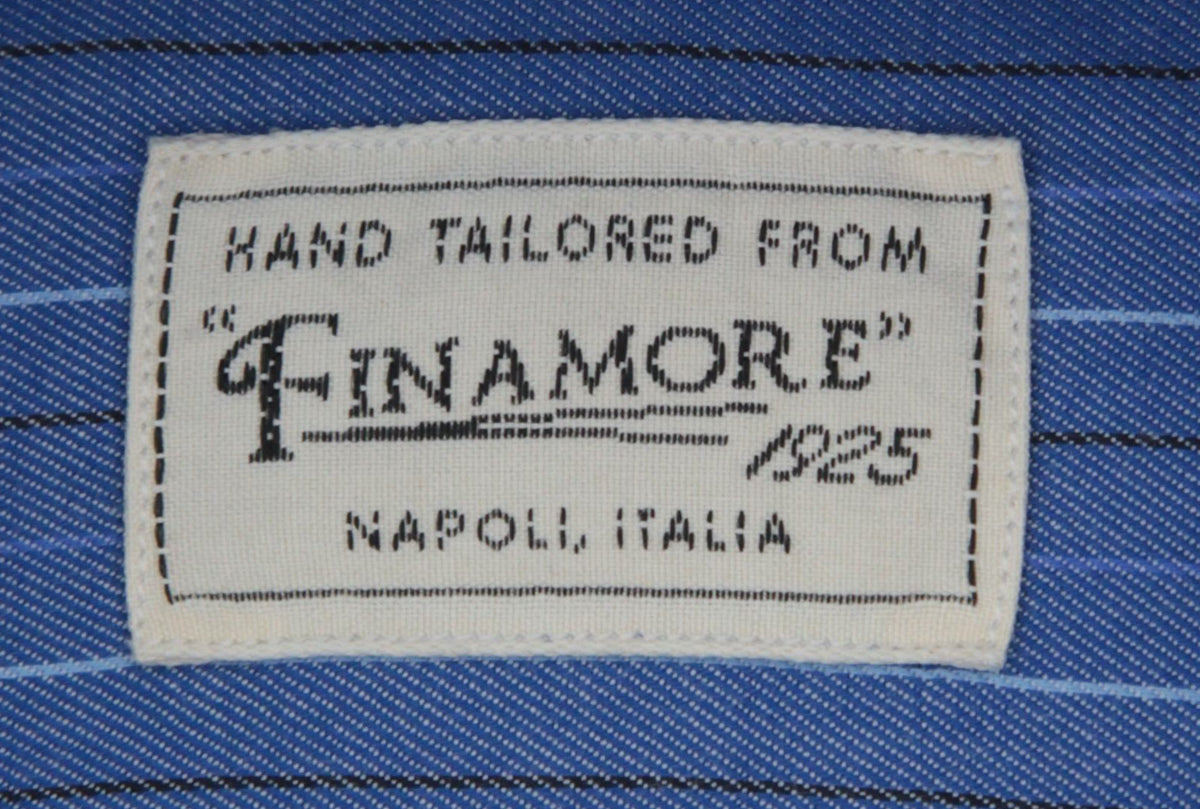 HAND TAILORED FROM
"FINAMORE"
1925
NAPOLI, ITALIA